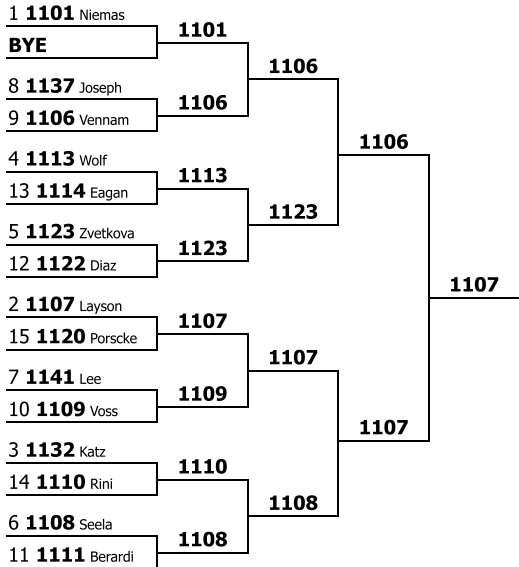 1 1101 Niemas
BYE
8 1137 Joseph
9 1106 Vennam
4 1113 Wolf
13 1114 Eagan
5 1123 Zvetkova
12 1122 Diaz
2 1107 Layson
15 1120 Porscke
7 1141 Lee
10 1109 Voss
3 1132 Katz
14 1110 Rini
6 1108 Seela
11 1111 Berardi
1101
1106
1113
1123
1107
1109
1110
1108
1106
1123
1107
1108
1106
1107
1107